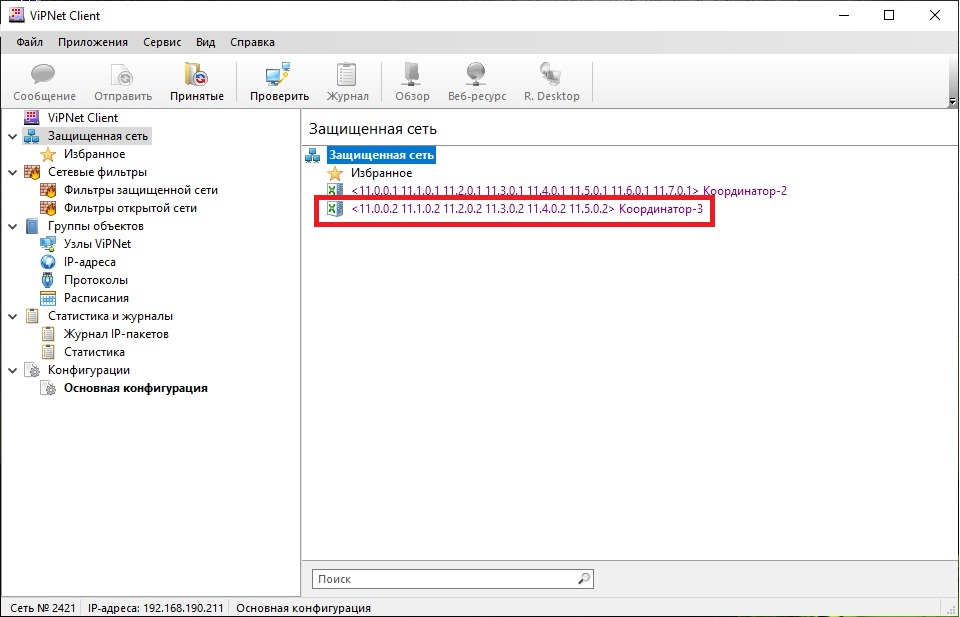 ViPNet Client
Файл Приложения Сервис Вид Справка
Сообщение Отправить Принятые Проверить Журнал Обзор Веб-ресурс R. Desktop
ViPNet Client
Защищенная сеть
Избранное
Сетевые фильтры
Фильтры защищенной сети
Фильтры открытой сети
Группы объектов
Узлы ViPNet
IP-адреса
Протоколы
Расписания
Статистика и журналы
Журнал IP-пакетов
Статистика
Конфигурации
Основная конфигурация
Защищенная сеть
Защищенная сеть
Избранное
<11.0.0.1 11.1.0.1 11.2.0.1 11.3.0.1 11.4.0.1 11.5.0.1 11.6.0.1 11.7.0.1> Координатор-2
<11.0.0.2 11.1.0.2 11.2.0.2 11.3.0.2 11.4.0.2 11.5.0.2> Координатор-3
Поиск
Сеть № 2421 IP-адреса: 192.168.190.211 Основная конфигурация